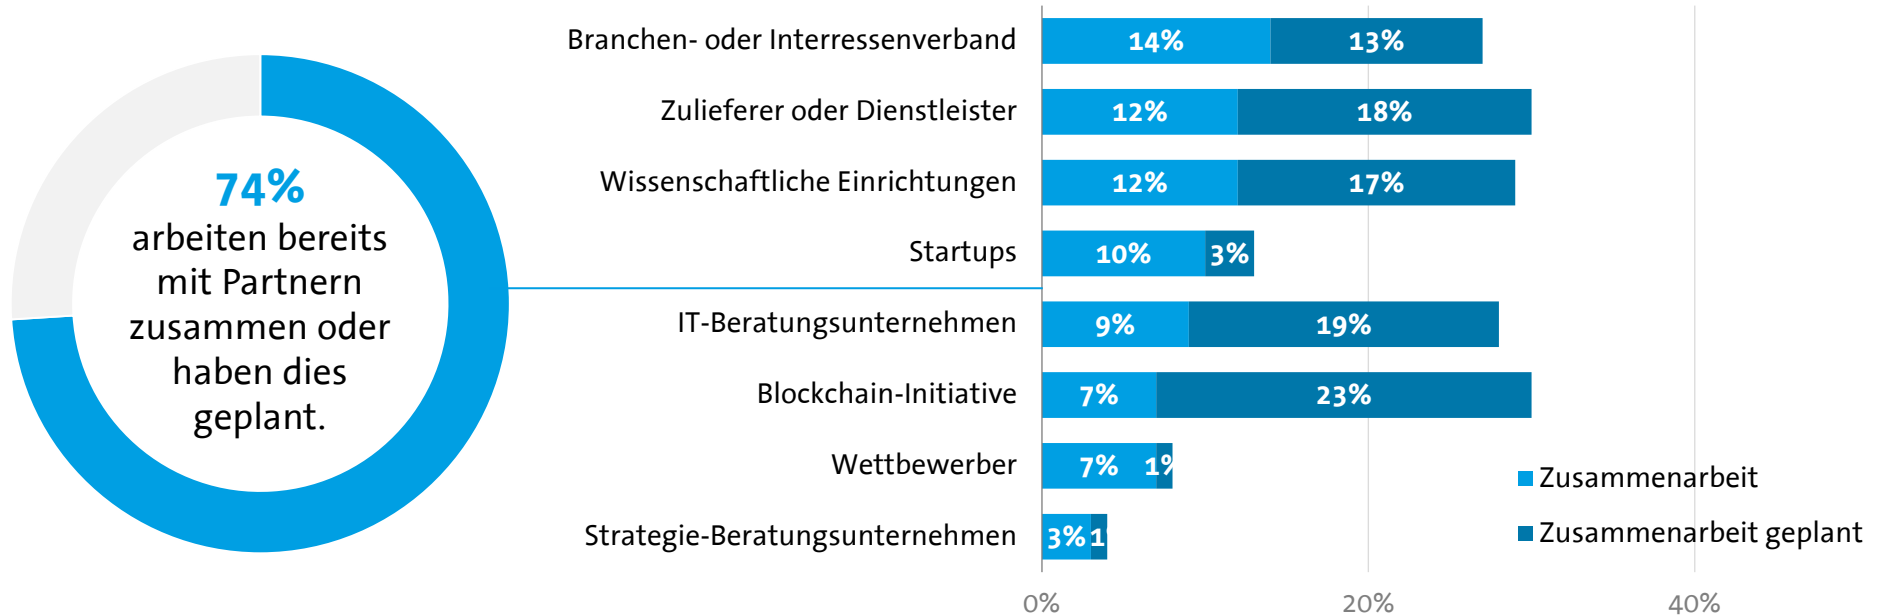 74%
arbeiten bereits
mit Partnern
zusammen oder
haben dies
geplant.
Branchen- oder Interressenverband
14%
13%
Zulieferer oder Dienstleister
12%
18%
Wissenschaftliche Einrichtungen
12%
17%
Startups
10%
3%
IT-Beratungsunternehmen
9%
19%
Blockchain-Initiative
7%
23%
Wettbewerber
7%
1%
Strategie-Beratungsunternehmen
3%
1
Zusammenarbeit
Zusammenarbeit geplant
0%
20%
40%